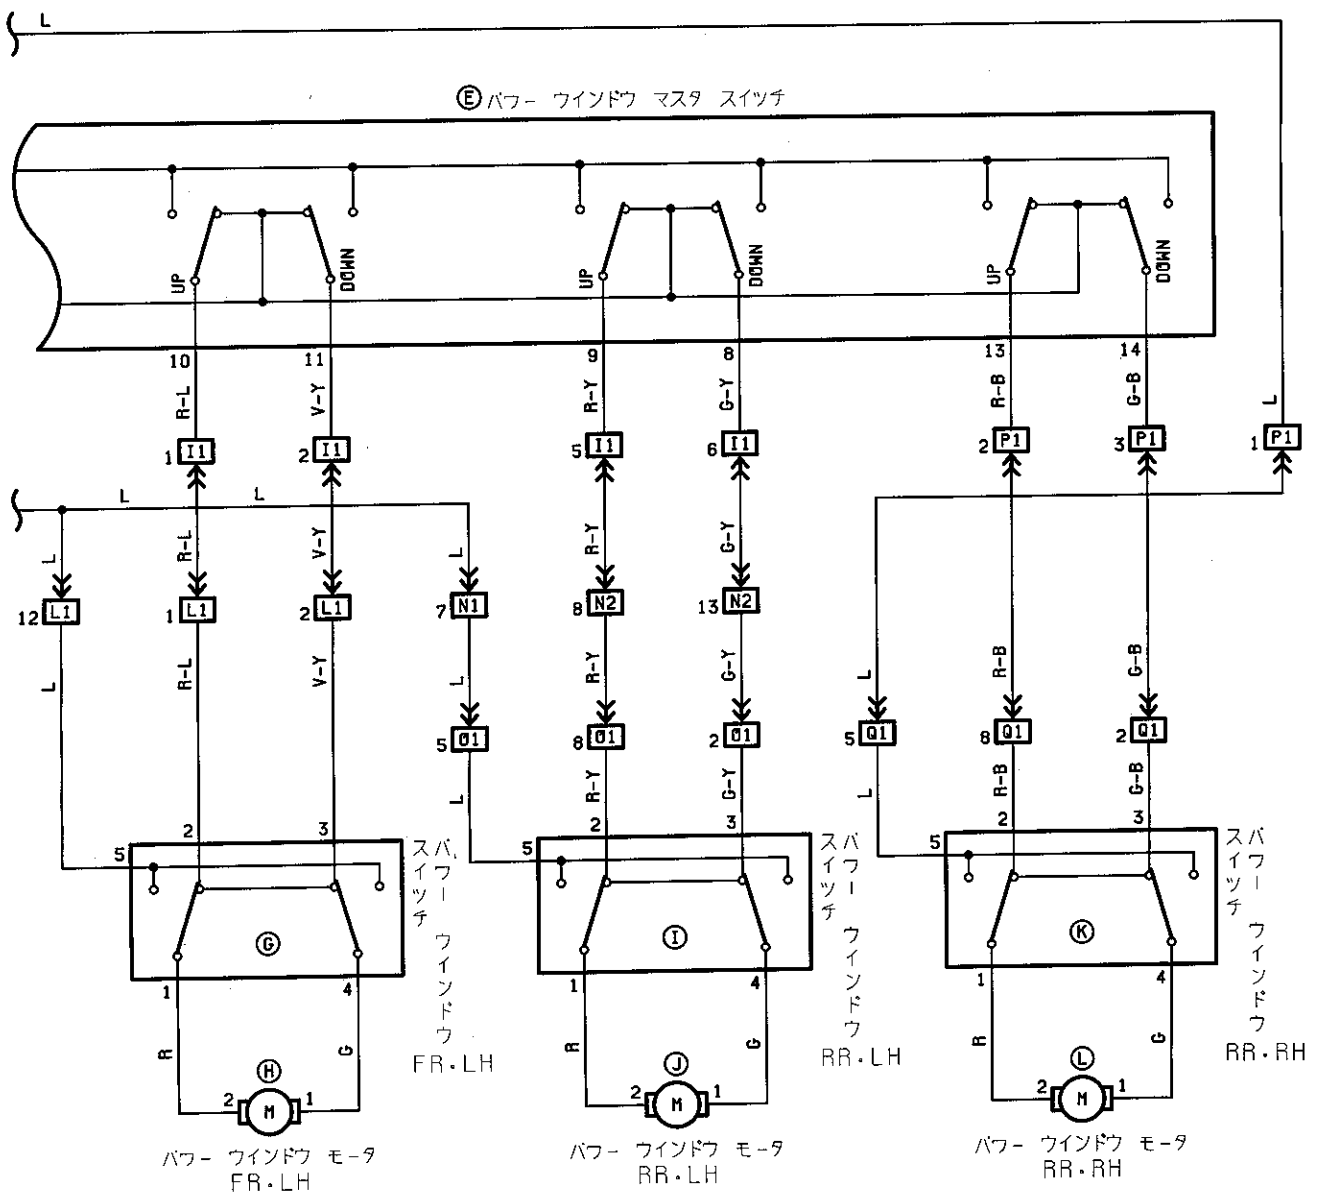 L
Ⓔ パワー ウインドウ マスタ スイッチ
UP
DOWN
UP
DOWN
UP
DOWN
10
11
9
8
13
14
R-L
V-Y
R-Y
G-Y
R-B
G-B
L
1 I1
2 I1
5 I1
6 I1
2 P1
3 P1
1 P1
L
L
L
R-L
V-Y
L
R-Y
G-Y
12 L1
1 L1
2 L1
7 N1
8 N2
13 N2
L
R-L
V-Y
L
R-Y
G-Y
L
R-B
G-B
5 O1
8 O1
2 O1
5 Q1
8 Q1
2 Q1
L
R-Y
G-Y
L
R-B
G-B
5
2
3
5
2
3
5
2
3
Ⓖ
Ⓘ
Ⓚ
パワー ウインドウ
スイッチ
FR・LH
パワー ウインドウ
スイッチ
RR・LH
パワー ウインドウ
スイッチ
RR・RH
1
4
1
4
1
4
R
G
R
G
R
G
Ⓗ
Ⓙ
Ⓛ
2 M 1
2 M 1
2 M 1
パワー ウインドウ モータ
FR・LH
パワー ウインドウ モータ
RR・LH
パワー ウインドウ モータ
RR・RH